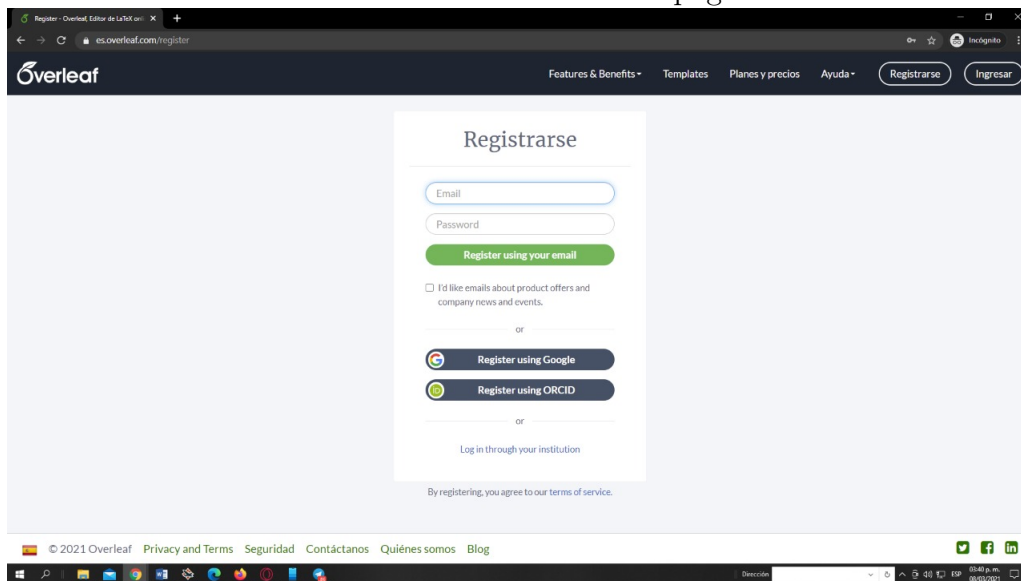 Register - Overleaf, Editor de LaTeX onl
es.overleaf.com/register
Incógnito
Overleaf
Features & Benefits
Templates
Planes y precios
Ayuda
Registrarse
Ingresar
Registrarse
Email
Password
Register using your email
I'd like emails about product offers and
company news and events.
or
Register using Google
Register using ORCID
or
Log in through your institution
By registering, you agree to our terms of service.
© 2021 Overleaf Privacy and Terms Seguridad Contáctanos Quiénes somos Blog
Dirección
ESP
03:40 p. m.
08/03/2021